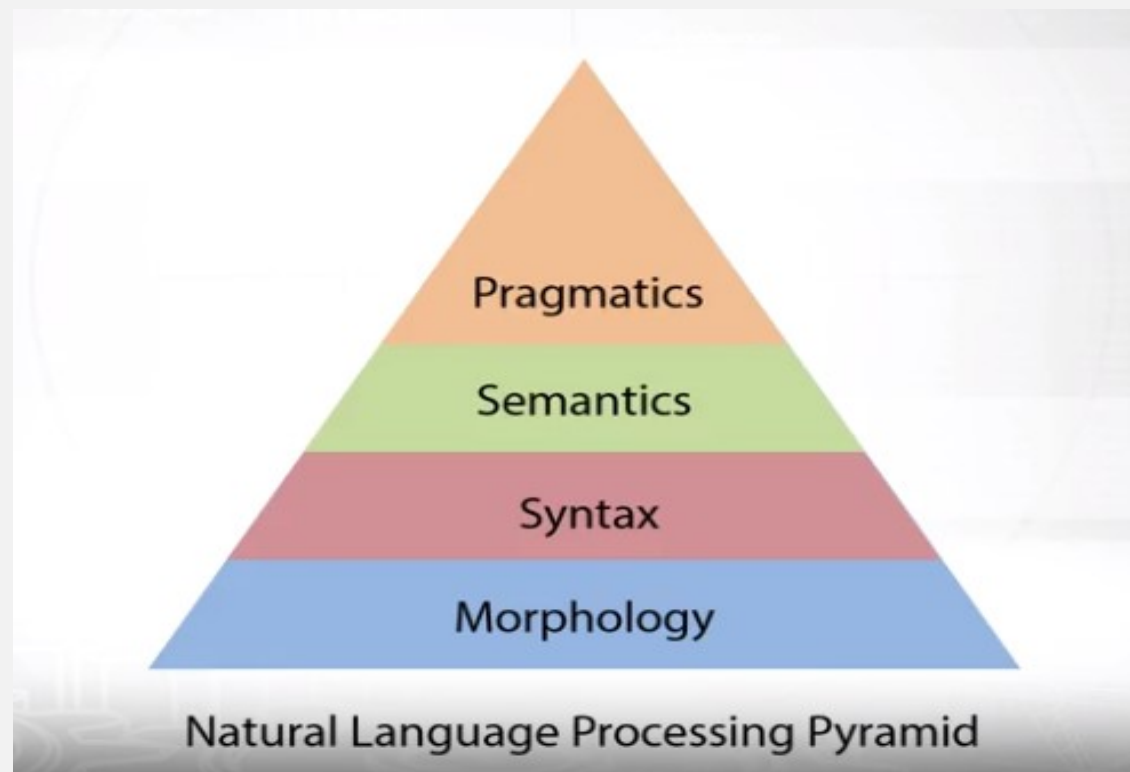 Pragmatics
Semantics
Syntax
Morphology
Natural Language Processing Pyramid